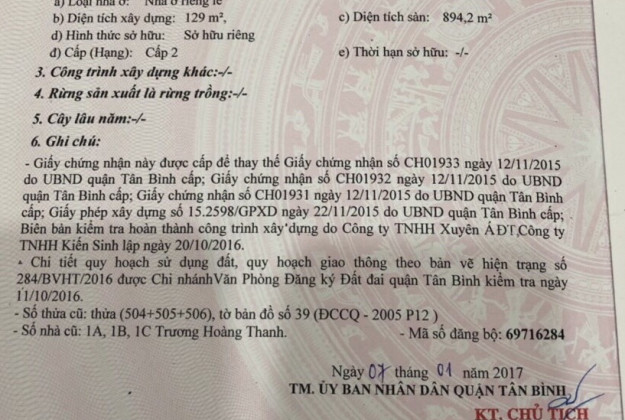 a) Loại nhà ở: Nhà ở riêng lẻ
b) Diện tích xây dựng: 129 m², c) Diện tích sàn: 894,2 m²
d) Hình thức sở hữu: Sở hữu riêng
đ) Cấp (Hạng): Cấp 2 e) Thời hạn sở hữu: -/-
3. Công trình xây dựng khác:-/-
4. Rừng sản xuất là rừng trồng:-/-
5. Cây lâu năm:-/-
6. Ghi chú:
- Giấy chứng nhận này được cấp để thay thế Giấy chứng nhận số CH01933 ngày 12/11/2015
do UBND quận Tân Bình cấp; Giấy chứng nhận số CH01932 ngày 12/11/2015 do UBND
quận Tân Bình cấp; Giấy chứng nhận số CH01931 ngày 12/11/2015 do UBND quận Tân Bình
cấp; Giấy phép xây dựng số 15.2598/GPXD ngày 22/11/2015 do UBND quận Tân Bình cấp;
Biên bản kiểm tra hoàn thành công trình xây dựng do Công ty TNHH Xuyên Á ĐT,Công ty
TNHH Kiến Sinh lập ngày 20/10/2016.
- Chi tiết quy hoạch sử dụng đất, quy hoạch giao thông theo bản vẽ hiện trạng số
284/BVHT/2016 được Chi nhánhVăn Phòng Đăng ký Đất đai quận Tân Bình kiểm tra ngày
11/10/2016.
- Số thửa cũ: thửa (504+505+506), tờ bản đồ số 39 (ĐCCQ - 2005 P12 )
- Số nhà cũ: 1A, 1B, 1C Trương Hoàng Thanh. - Mã số đăng bộ: 69716284
Ngày 07 tháng 01 năm 2017
TM. ỦY BAN NHÂN DÂN QUẬN TÂN BÌNH
KT. CHỦ TỊCH